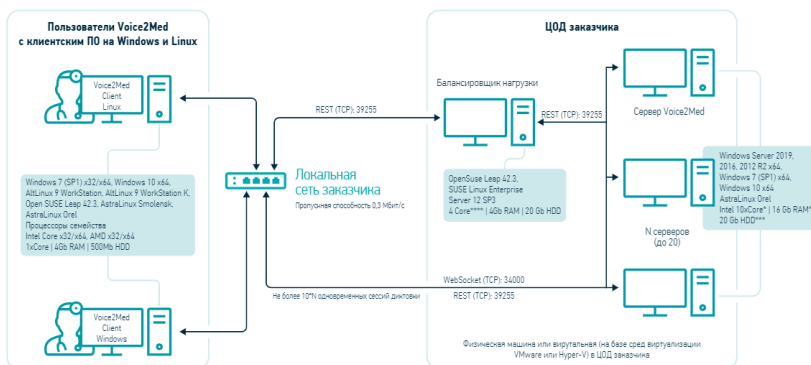 Пользователи Voice2Med
с клиентским ПО на Windows и Linux
Voice2Med
Client
Linux
Windows 7 (SP1) x32/x64, Windows 10 x64,
AltLinux 9 WorkStation, AltLinux 9 WorkStation K,
Open SUSE Leap 42.3, AstraLinux Smolensk,
AstraLinux Orel
Процессоры семейства
Intel Core x32/x64, AMD x32/x64
1xCore | 4Gb RAM | 500Mb HDD
Voice2Med
Client
Windows
REST (TCP): 39255
Локальная
сеть заказчика
Пропускная способность 0,3 Мбит/с
Не более 10*N одновременных сессий диктовки
WebSocket (TCP): 34000
REST (TCP): 39255
ЦОД заказчика
Балансировщик нагрузки
OpenSuse Leap 42.3,
SUSE Linux Enterprise
Server 12 SP3
4 Core**** | 4Gb RAM | 20 Gb HDD
REST (TCP): 39255
Сервер Voice2Med
Windows Server 2019,
2016, 2012 R2 x64,
Windows 7 (SP1) x64,
Windows 10 x64
AstraLinux Orel
Intel 10xCore* | 16 Gb RAM**
20 Gb HDD***
N серверов
(до 20)
Физическая машина или вирутальная (на базе сред виртуализации
VMware или Hyper-V) в ЦОД заказчика